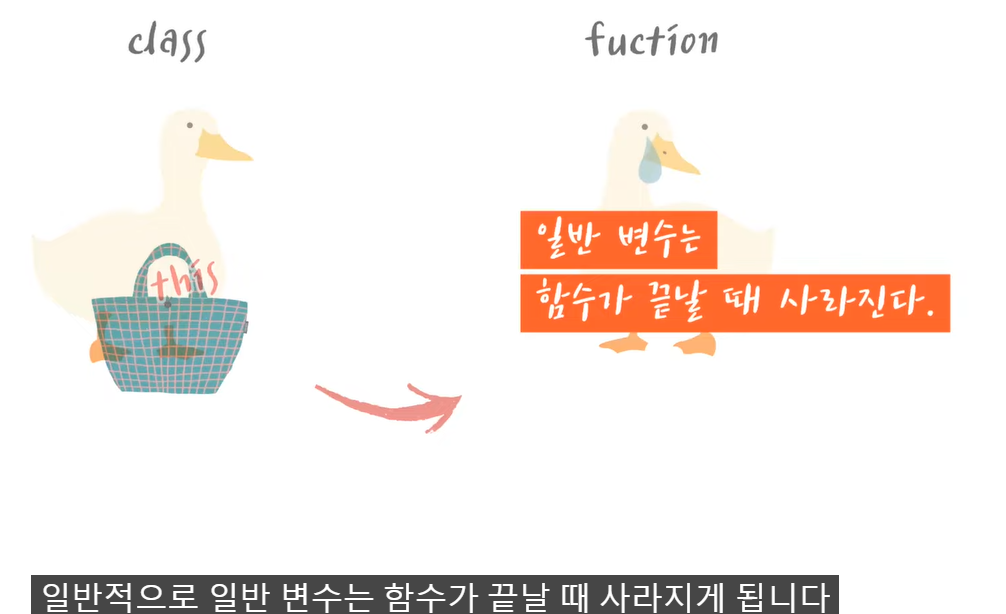 class
fuction
this
일반 변수는
함수가 끝날 때 사라진다.
일반적으로 일반 변수는 함수가 끝날 때 사라지게 됩니다